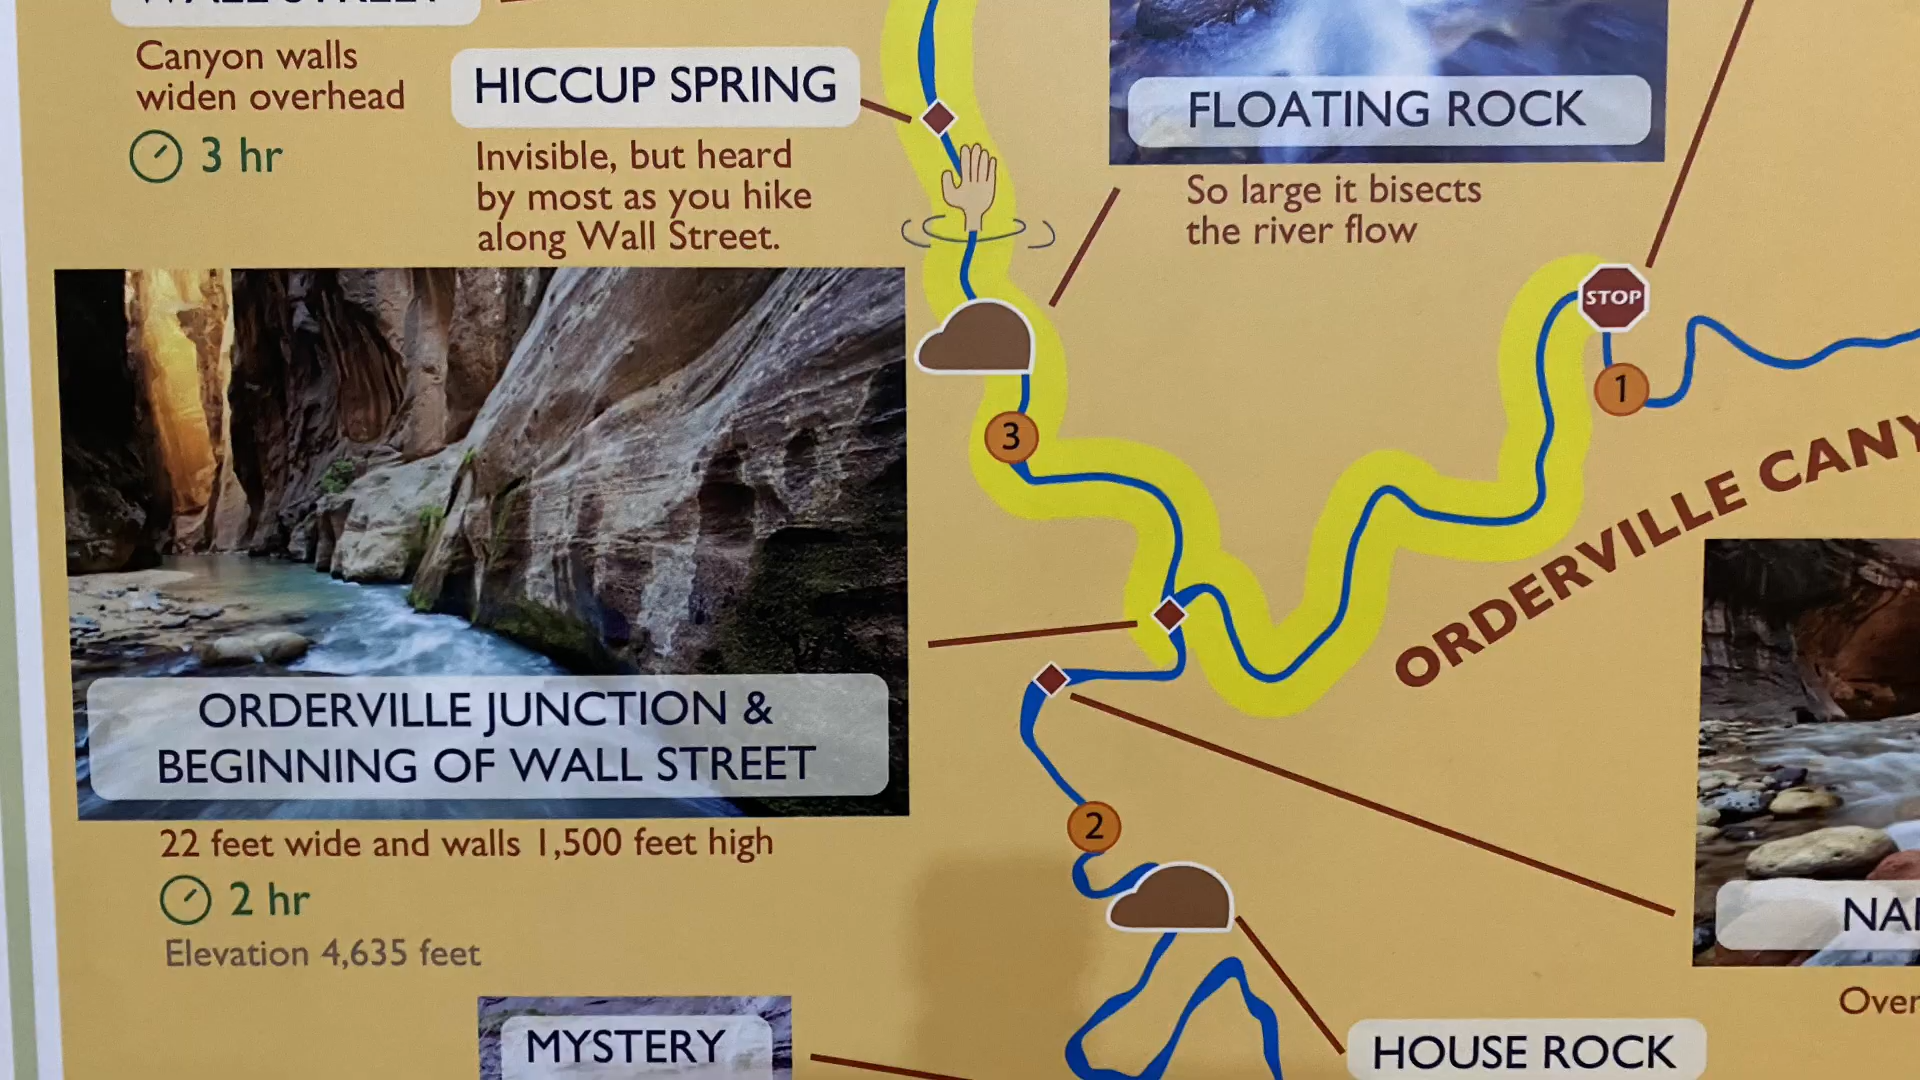 WALL STREET
Canyon walls
widen overhead
3 hr
HICCUP SPRING
Invisible, but heard
by most as you hike
along Wall Street.
FLOATING ROCK
So large it bisects
the river flow
STOP
1
3
ORDERVILLE CANY
ORDERVILLE JUNCTION &
BEGINNING OF WALL STREET
22 feet wide and walls 1,500 feet high
2 hr
Elevation 4,635 feet
2
NAR
Over
MYSTERY
HOUSE ROCK